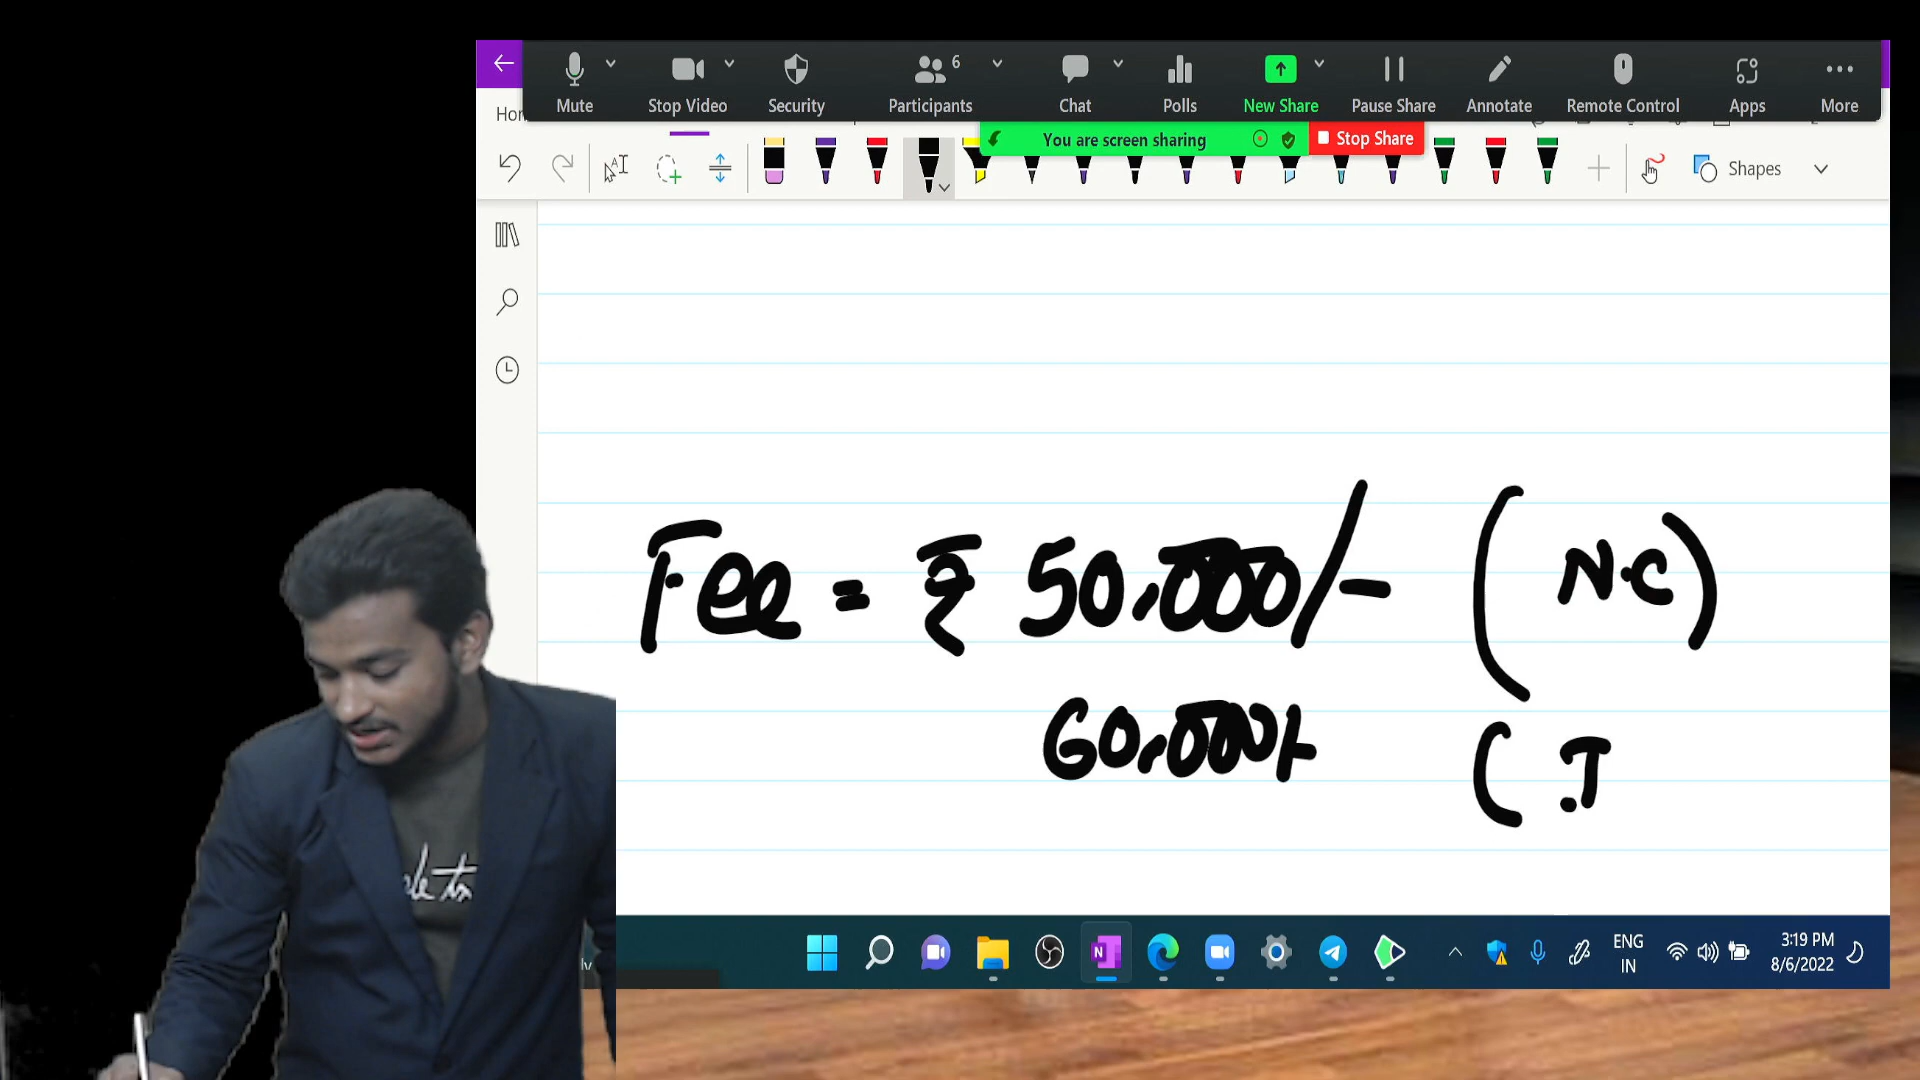 6
Mute Stop Video Security Participants Chat Polls New Share Pause Share Annotate Remote Control Apps More
You are screen sharing Stop Share
Shapes
Fee = ₹ 50,000/- (N.C)
60,000/-
(I
ENG
IN
3:19 PM
8/6/2022